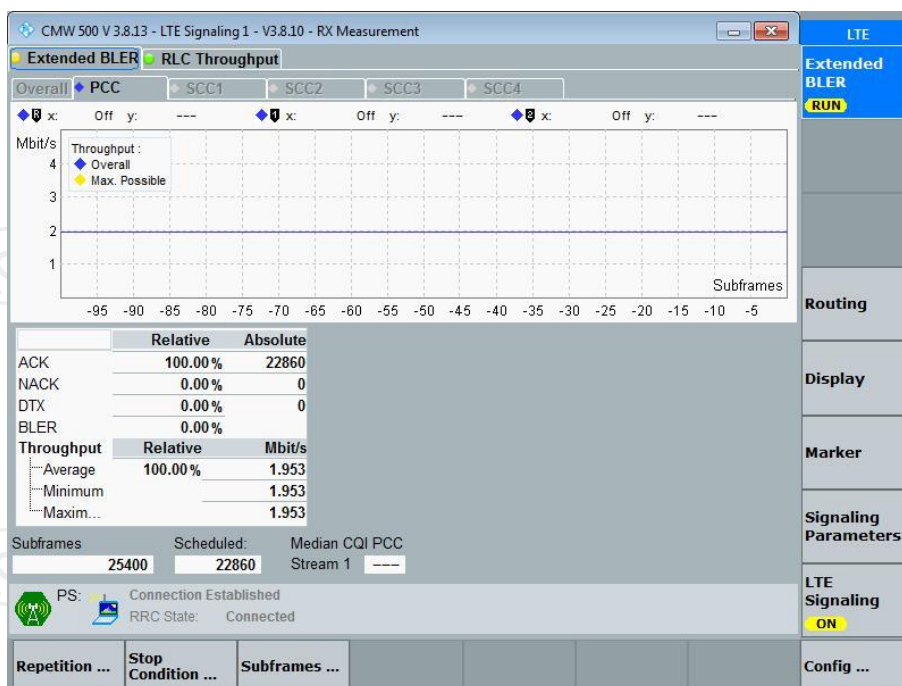 CMW 500 V 3.8.13 - LTE Signaling 1 - V3.8.10 - RX Measurement
LTE
Extended BLER RLC Throughput
Extended BLER
RUN
Overall PCC SCC1 SCC2 SCC3 SCC4
x: Off y: --- 1 x: Off y: --- 2 x: Off y: ---
Mbit/s
Throughput :
Overall
Max. Possible
4
3
2
1
Subframes
-95 -90 -85 -80 -75 -70 -65 -60 -55 -50 -45 -40 -35 -30 -25 -20 -15 -10 -5
Relative Absolute
ACK 100.00 % 22860
NACK 0.00 % 0
DTX 0.00 % 0
BLER 0.00 %
Throughput Relative Mbit/s
Average 100.00 % 1.953
Minimum 1.953
Maxim... 1.953
Subframes Scheduled: Median CQI PCC
25400 22860 Stream 1 ---
PS: Connection Established
RRC State: Connected
Routing
Display
Marker
Signaling
Parameters
LTE
Signaling
ON
Repetition ... Stop Condition ... Subframes ... Config ...